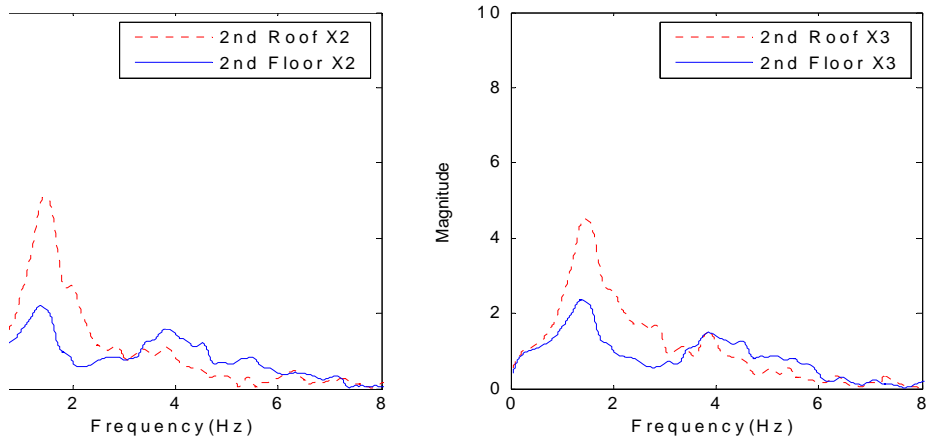 2nd Roof X2
2nd Floor X2
2 4 6 8
Frequency(Hz)
10
8
6
4
2
0
Magnitude
2nd Roof X3
2nd Floor X3
0 2 4 6 8
Frequency(Hz)